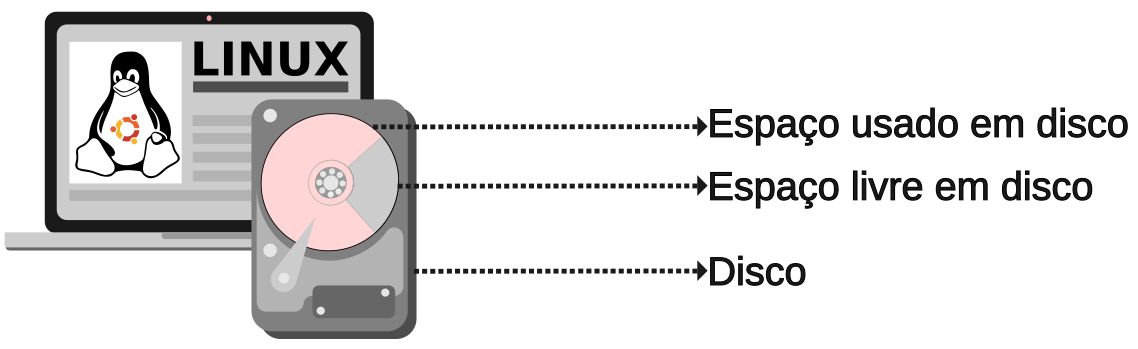 LINUX
Espaço usado em disco
Espaço livre em disco
Disco